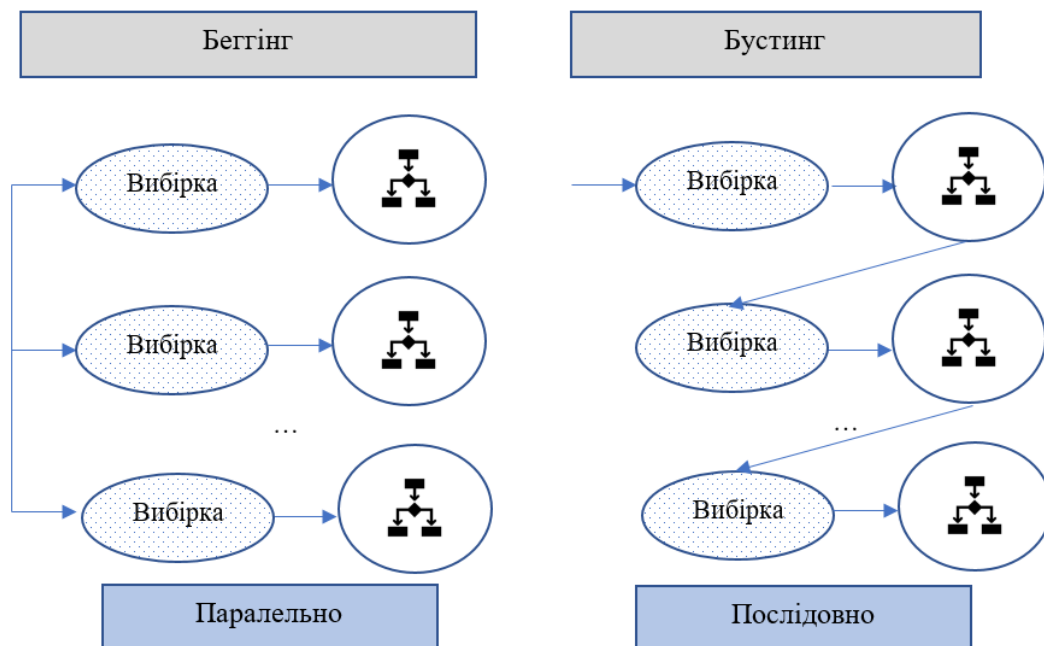 Беггінг
Бустинг
Вибірка
Вибірка
Вибірка
Вибірка
…
…
Вибірка
Вибірка
Паралельно
Послідовно